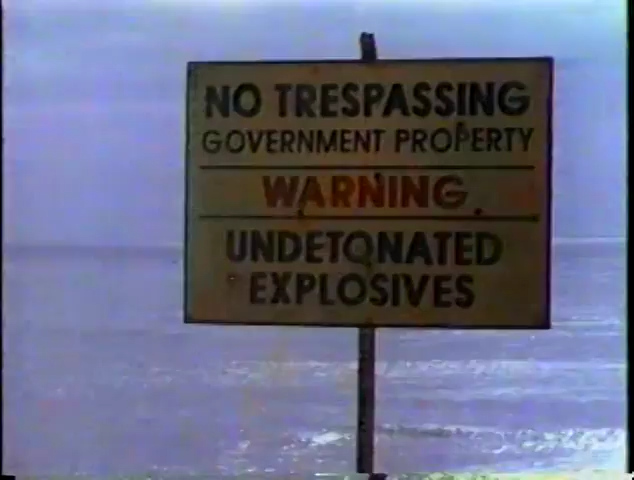 NO TRESPASSING
GOVERNMENT PROPERTY
WARNING
UNDETONATED
EXPLOSIVES